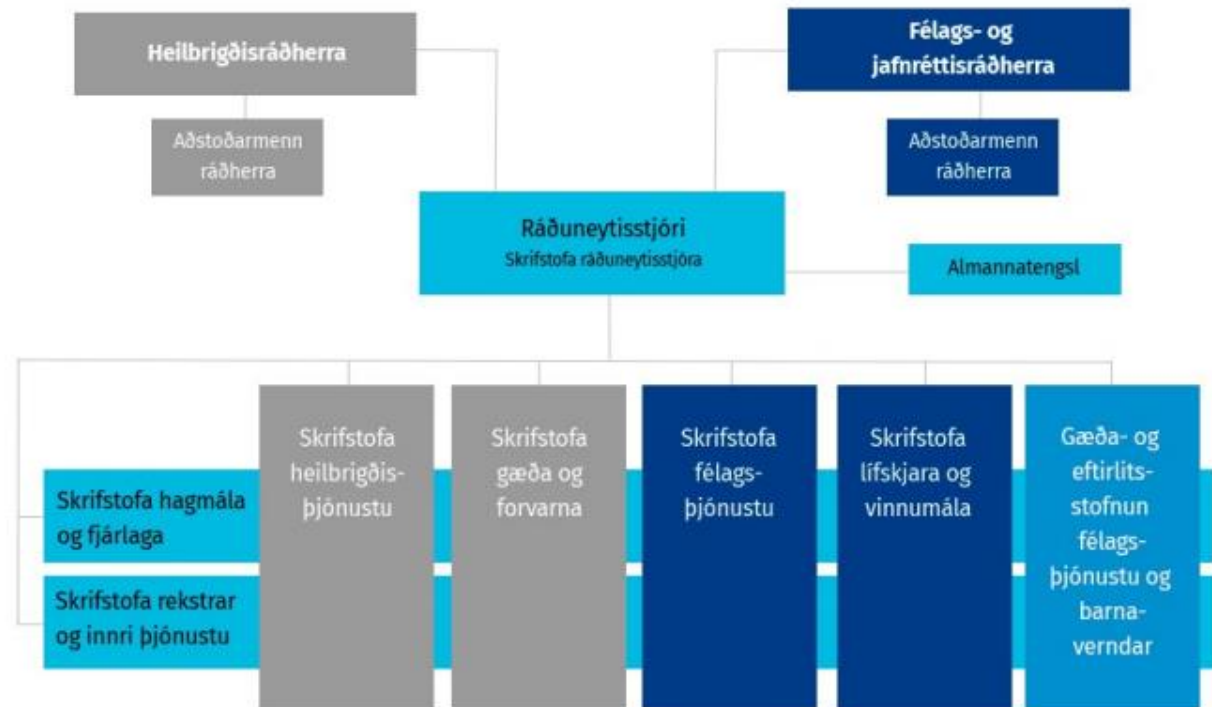 Heilbrigðisráðherra
Félags- og
jafnréttisráðherra
Aðstoðarmenn
ráðherra
Aðstoðarmenn
ráðherra
Ráðuneytisstjóri
Skrifstofa ráðuneytisstjóra
Almannatengsl
Skrifstofa hagmála
og fjárlaga
Skrifstofa rekstrar
og innri þjónustu
Skrifstofa
heilbrigðis-
þjónustu
Skrifstofa
gæða og
forvarna
Skrifstofa
félags-
þjónustu
Skrifstofa
lífskjara og
vinnumála
Gæða- og
eftirlits-
stofnun
félags-
þjónustu og
barna-
verndar